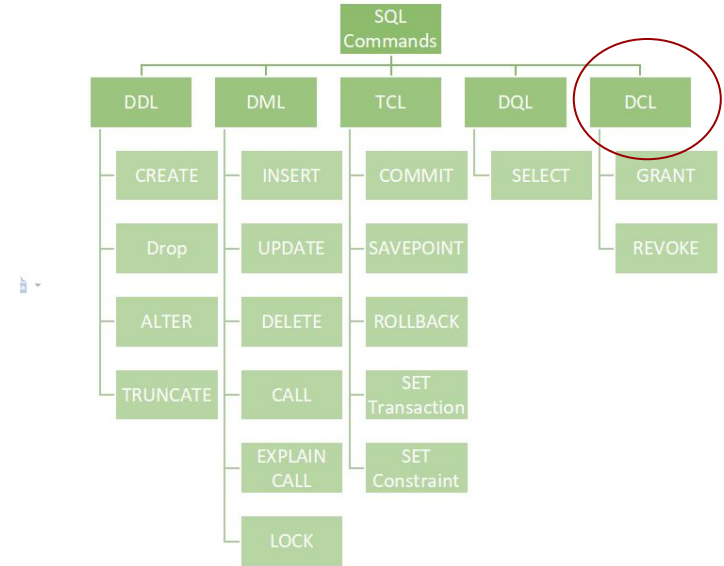 SQL
Commands
DDL
DML
TCL
DQL
DCL
CREATE
INSERT
COMMIT
SELECT
GRANT
Drop
UPDATE
SAVEPOINT
REVOKE
ALTER
DELETE
ROLLBACK
TRUNCATE
CALL
SET
Transaction
EXPLAIN
CALL
SET
Constraint
LOCK